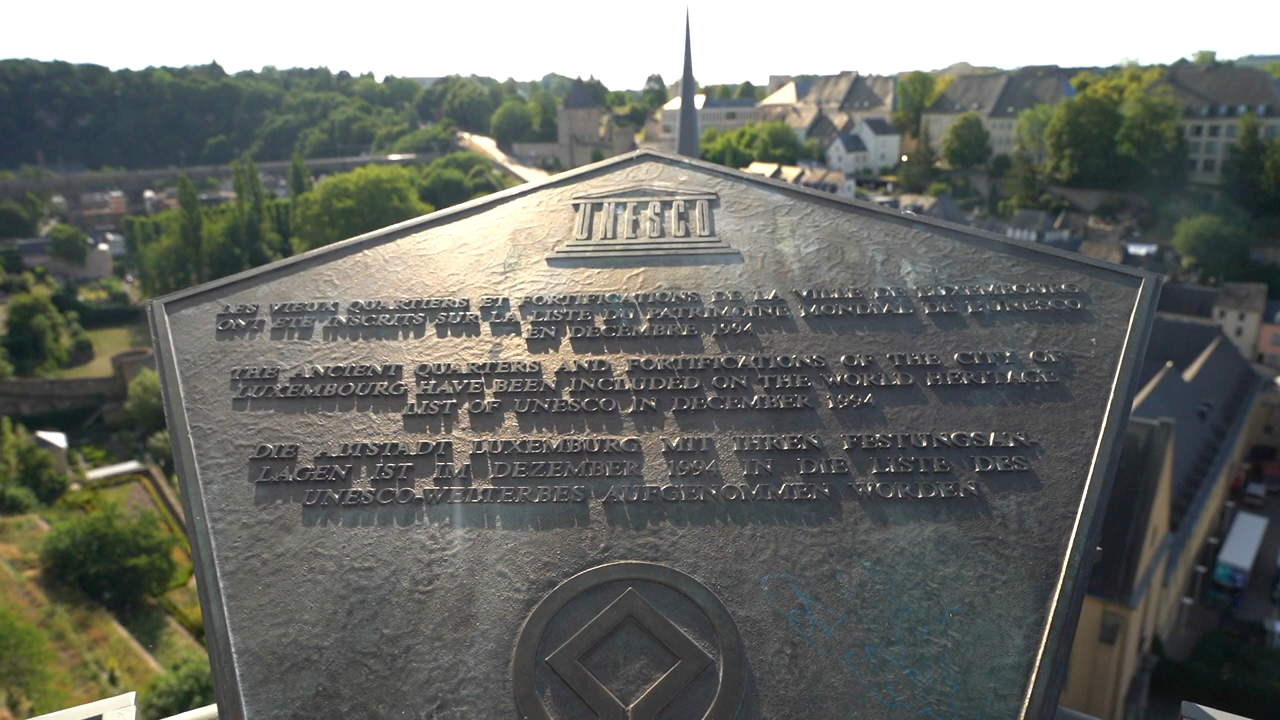 UNESCO
LES VIEUX QUARTIERS ET FORTIFICATIONS DE LA VILLE DE LUXEMBOURG
ONT ETE INSCRITS SUR LA LISTE DU PATRIMOINE MONDIAL DE L'UNESCO
EN DECEMBRE 1994
THE ANCIENT QUARTERS AND FORTIFICATIONS OF THE CITY OF
LUXEMBOURG HAVE BEEN INCLUDED ON THE WORLD HERITAGE
LIST OF UNESCO IN DECEMBER 1994
DIE ALTSTADT LUXEMBURG MIT IHREN FESTUNGSAN-
LAGEN IST IM DEZEMBER 1994 IN DIE LISTE DES
UNESCO-WELTERBES AUFGENOMMEN WORDEN